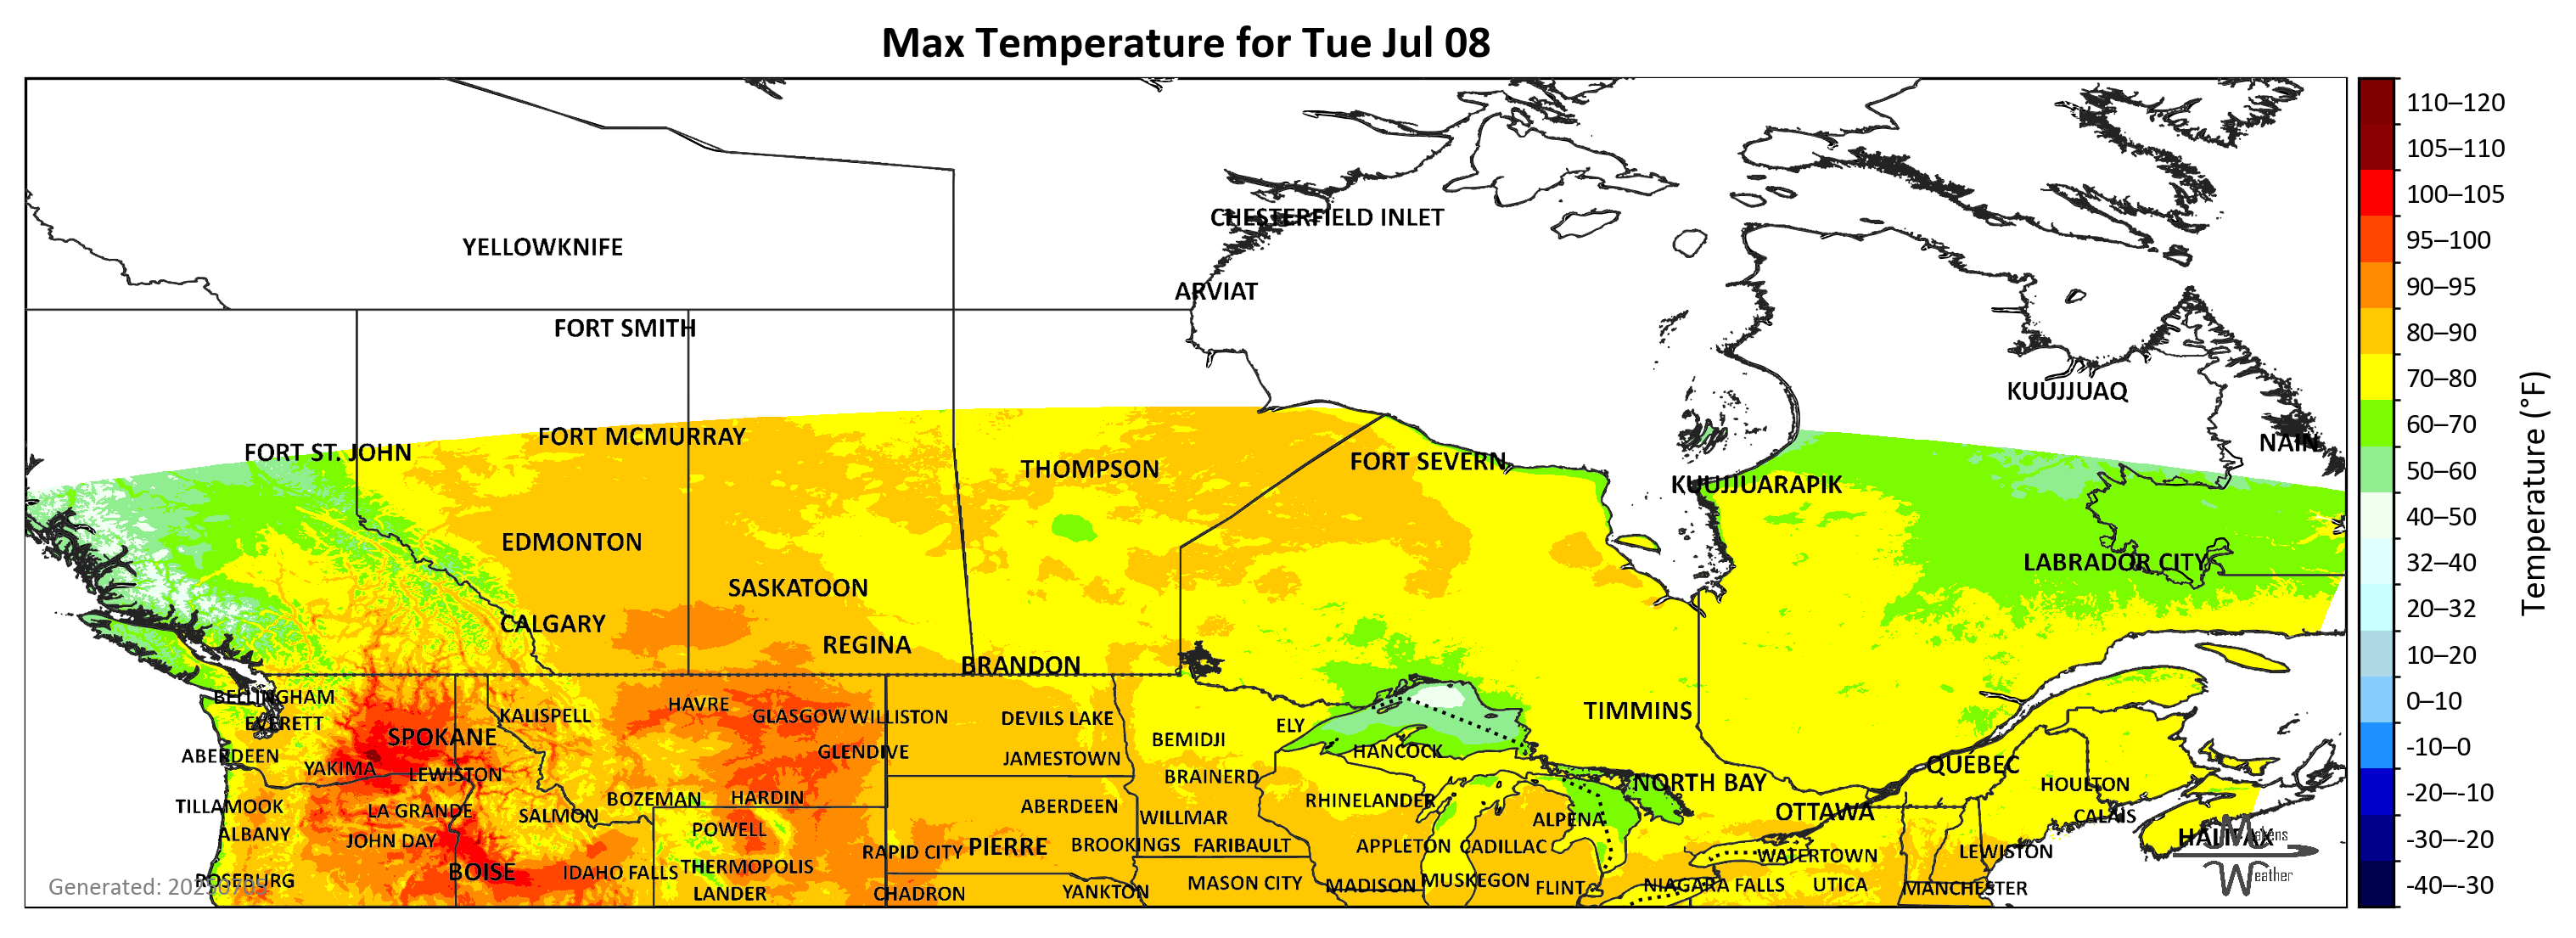 Max Temperature for Tue Jul 08
CHESTERFIELD INLET
YELLOWKNIFE
ARVIAT
FORT SMITH
KUUJJUAQ
FORT MCMURRAY
NAIN
FORT ST. JOHN
THOMPSON
FORT SEVERN
KUUJJUARAPIK
EDMONTON
LABRADOR CITY
SASKATOON
CALGARY
REGINA
BRANDON
BELLINGHAM
HAVRE
KALISPELL
GLASGOW WILLISTON
DEVILS LAKE
TIMMINS
EVERETT
ELY
SPOKANE
BEMIDJI
HANCOCK
GLENDIVE
ABERDEEN
JAMESTOWN
QUÉBEC
YAKIMA
LEWISTON
BRAINERD
NORTH BAY
HOULTON
BOZEMAN
HARDIN
RHINELANDER
TILLAMOOK
LA GRANDE
SALMON
ABERDEEN
WILLMAR
ALPENA
OTTAWA
CALAIS
ALBANY
JOHN DAY
POWELL
RAPID CITY
PIERRE
BROOKINGS
FARIBAULT
APPLETON
CADILLAC
WATERTOWN
LEWISTON
HALIFAX
Makens
Weather
BOISE
IDAHO FALLS
THERMOPOLIS
ROSEBURG
LANDER
CHADRON
YANKTON
MASON CITY
MADISON
MUSKEGON
FLINT
NIAGARA FALLS
UTICA
MANCHESTER
Generated: 20250705
110–120
105–110
100–105
95–100
90–95
80–90
70–80
60–70
50–60
40–50
32–40
20–32
10–20
0–10
-10–0
-20–-10
-30–-20
-40–-30
Temperature (°F)